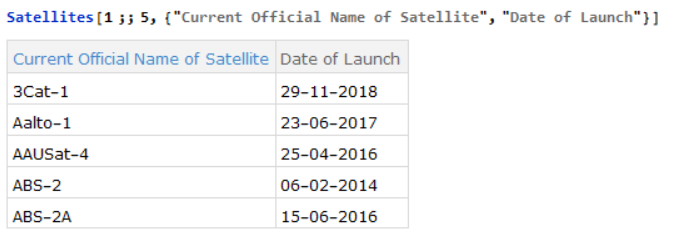 Satellites[1 ;; 5, {"Current Official Name of Satellite", "Date of Launch"}]
Current Official Name of Satellite Date of Launch
3Cat-1 29-11-2018
Aalto-1 23-06-2017
AAUSat-4 25-04-2016
ABS-2 06-02-2014
ABS-2A 15-06-2016